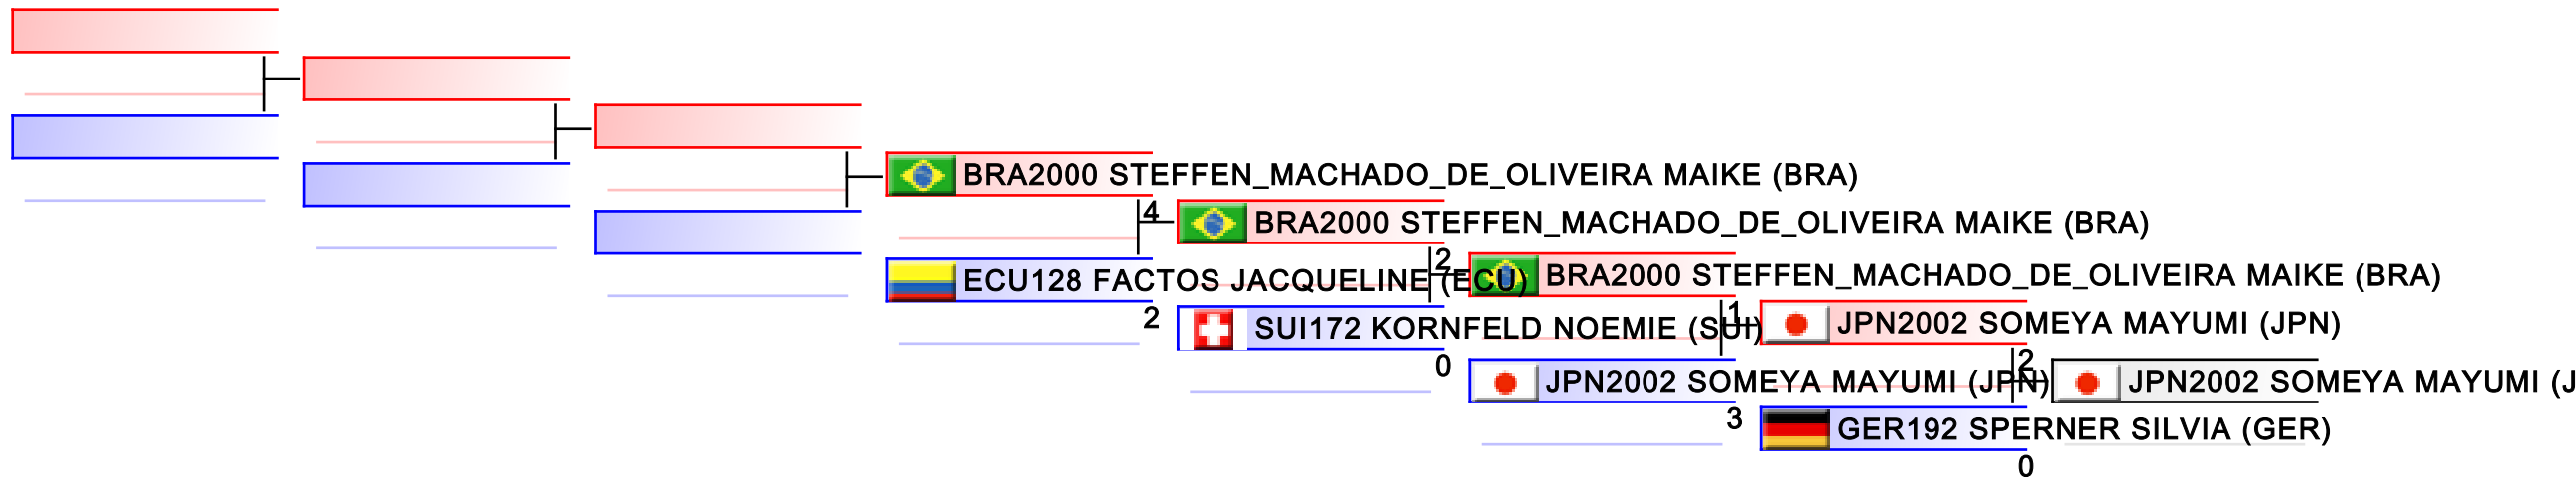 BRA2000 STEFFEN_MACHADO_DE_OLIVEIRA MAIKE (BRA)
4
BRA2000 STEFFEN_MACHADO_DE_OLIVEIRA MAIKE (BRA)
ECU128 FACTOS JACQUELINE (ECU)
2
2
BRA2000 STEFFEN_MACHADO_DE_OLIVEIRA MAIKE (BRA)
SUI172 KORNFELD NOEMIE (SUI)
0
1
JPN2002 SOMEYA MAYUMI (JPN)
JPN2002 SOMEYA MAYUMI (JPN)
3
2
JPN2002 SOMEYA MAYUMI (J
GER192 SPERNER SILVIA (GER)
0